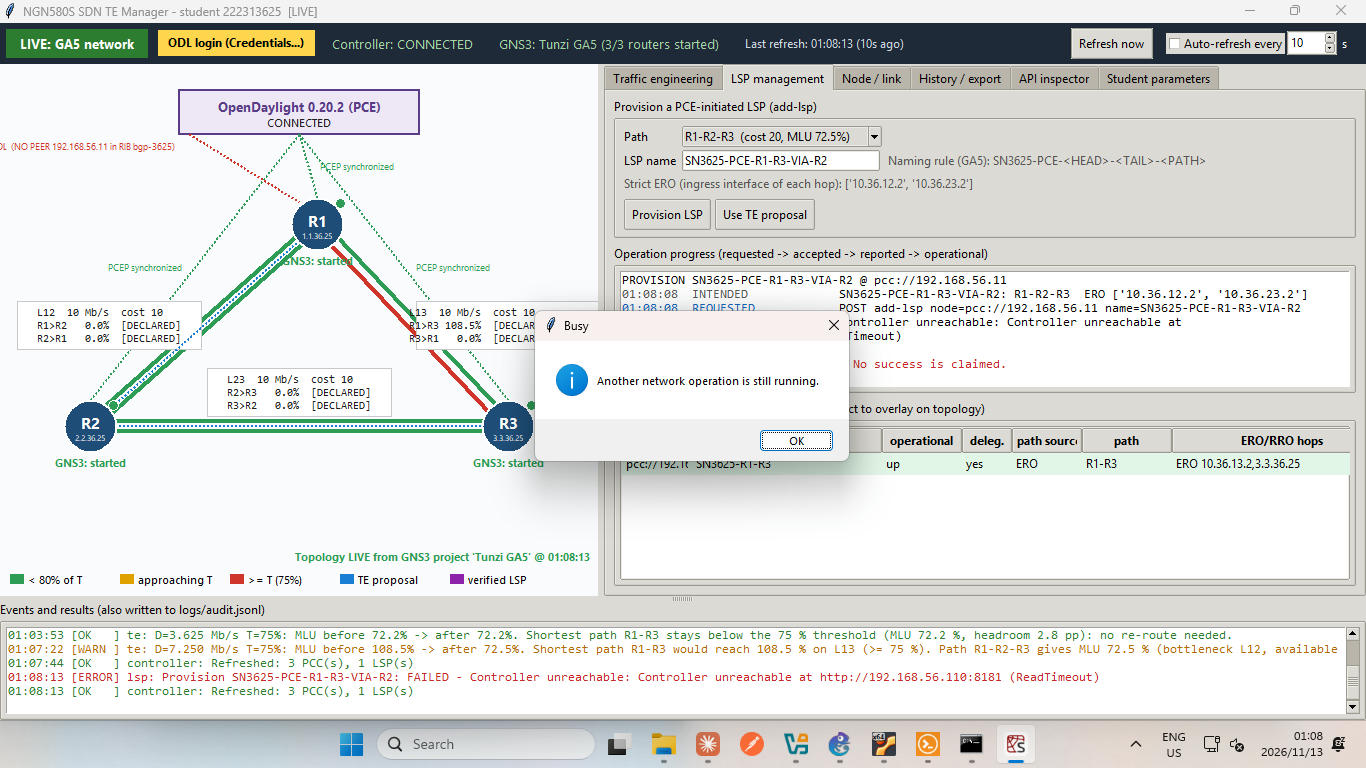 NGN580S SDN TE Manager - student 222313625 [LIVE]
LIVE: GA5 network
ODL login (Credentials...)
Controller: CONNECTED
GNS3: Tunzi GA5 (3/3 routers started)
Last refresh: 01:08:13 (10s ago)
Refresh now
Auto-refresh every
10
s
OpenDaylight 0.20.2 (PCE)
CONNECTED
(NO PEER 192.168.56.11 in RIB bgp-3625)
PCEP synchronized
R1
1.1.36.25
GNS3: started
PCEP synchronized
PCEP synchronized
L12 10 Mb/s cost 10
R1>R2 0.0% [DECLARED]
R2>R1 0.0% [DECLARED]
L13 10 Mb/s cost 10
R1>R3 108.5% [DECLAR
R3>R1 0.0% [DECLAR
L23 10 Mb/s cost 10
R2>R3 0.0% [DECLARED]
R3>R2 0.0% [DECLARED]
R2
2.2.36.25
GNS3: started
R3
3.3.36.25
GNS3: started
Topology LIVE from GNS3 project 'Tunzi GA5' @ 01:08:13
< 80% of T
approaching T
>= T (75%)
TE proposal
verified LSP
Traffic engineering
LSP management
Node / link
History / export
API inspector
Student parameters
Provision a PCE-initiated LSP (add-lsp)
Path
R1-R2-R3 (cost 20, MLU 72.5%)
LSP name
SN3625-PCE-R1-R3-VIA-R2
Naming rule (GA5): SN3625-PCE-<HEAD>-<TAIL>-<PATH>
Strict ERO (ingress interface of each hop): ['10.36.12.2', '10.36.23.2']
Provision LSP
Use TE proposal
Operation progress (requested -> accepted -> reported -> operational)
PROVISION SN3625-PCE-R1-R3-VIA-R2 @ pcc://192.168.56.11
01:08:08 INTENDED SN3625-PCE-R1-R3-VIA-R2: R1-R2-R3 ERO ['10.36.12.2', '10.36.23.2']
01:08:08 REQUESTED POST add-lsp node=pcc://192.168.56.11 name=SN3625-PCE-R1-R3-VIA-R2
ontroller unreachable: Controller unreachable at
imeout)
No success is claimed.
Busy
Another network operation is still running.
OK
ct to overlay on topology)
operational
deleg.
path sourc
path
ERO/RRO hops
pcc://192.1
SN3625-R1-R3
up
yes
ERO
R1-R3
ERO 10.36.13.2,3.3.36.25
Events and results (also written to logs/audit.jsonl)
01:03:53 [OK ] te: D=3.625 Mb/s T=75%: MLU before 72.2% -> after 72.2%. Shortest path R1-R3 stays below the 75 % threshold (MLU 72.2 %, headroom 2.8 pp): no re-route needed.
01:07:22 [WARN ] te: D=7.250 Mb/s T=75%: MLU before 108.5% -> after 72.5%. Shortest path R1-R3 would reach 108.5 % on L13 (>= 75 %). Path R1-R2-R3 gives MLU 72.5 % (bottleneck L12, available
01:07:44 [OK ] controller: Refreshed: 3 PCC(s), 1 LSP(s)
01:08:13 [ERROR] lsp: Provision SN3625-PCE-R1-R3-VIA-R2: FAILED - Controller unreachable: Controller unreachable at http://192.168.56.110:8181 (ReadTimeout)
01:08:13 [OK ] controller: Refreshed: 3 PCC(s), 1 LSP(s)
Search
ENG
US
01:08
2026/11/13